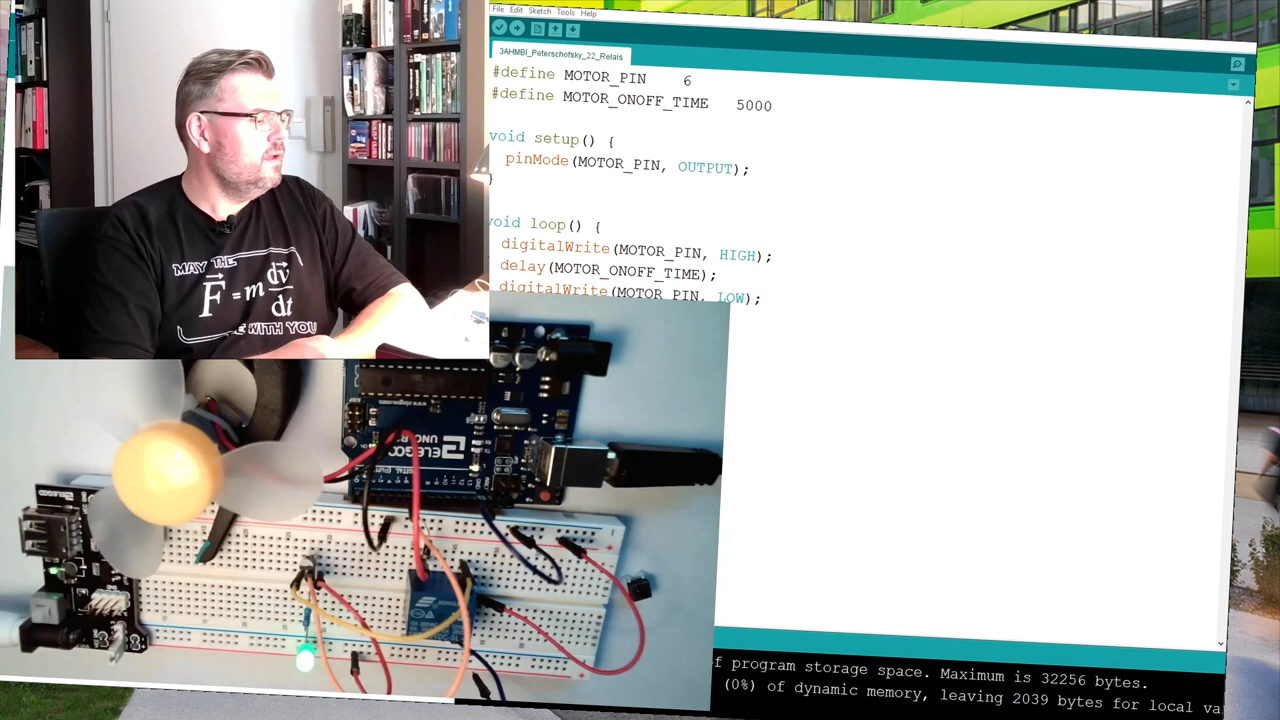 File Edit Sketch Tools Help
3AHMBI_Peterschofsky_22_Relais
#define MOTOR_PIN 6
#define MOTOR_ONOFF_TIME 5000
void setup() {
pinMode(MOTOR_PIN, OUTPUT);
}
void loop() {
digitalWrite(MOTOR_PIN, HIGH);
delay(MOTOR_ONOFF_TIME);
digitalWrite(MOTOR_PIN, LOW);
MAY THE
F = m dv
dt
WITH YOU
ELEGOO
UNO R3
f program storage space. Maximum is 32256 bytes.
(0%) of dynamic memory, leaving 2039 bytes for local va